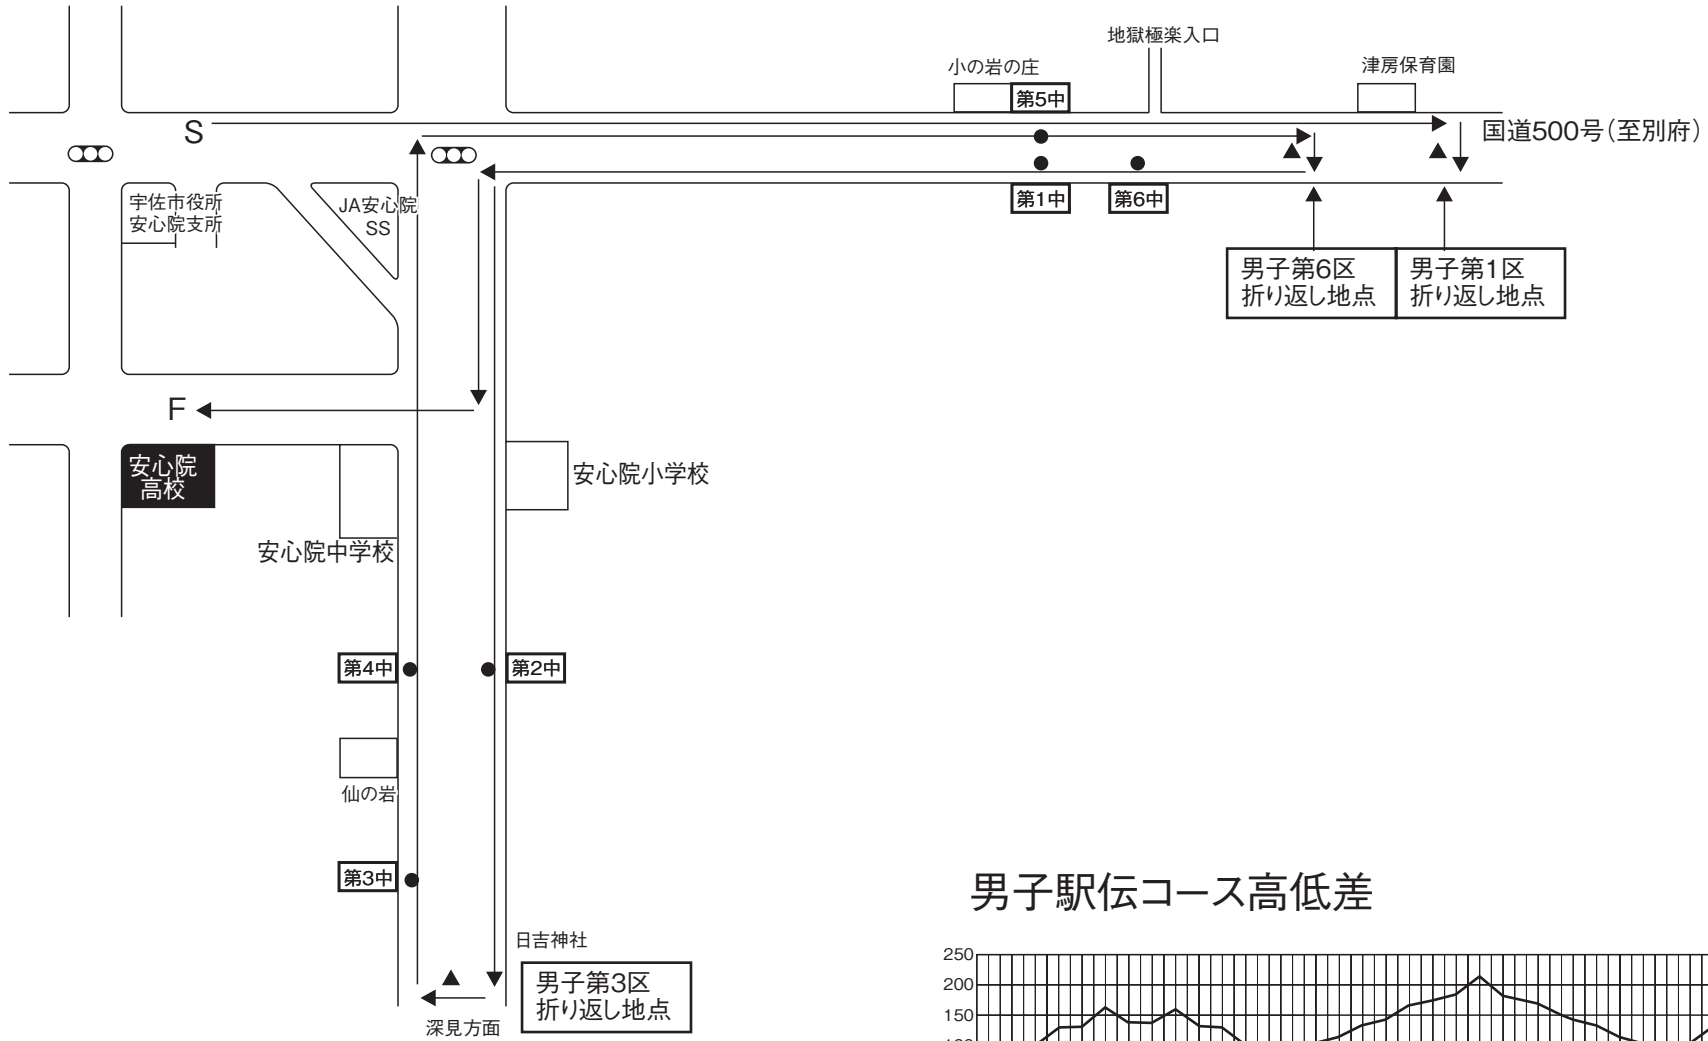 地獄極楽入口
小の岩の庄
第5中
津房保育園
S
国道500号（至別府）
宇佐市役所
安心院支所
JA安心院
SS
第1中
第6中
男子第6区
折り返し地点
男子第1区
折り返し地点
F
安心院
高校
安心院小学校
安心院中学校
第4中
第2中
仙の岩
第3中
日吉神社
男子第3区
折り返し地点
深見方面
男子駅伝コース高低差
250
200
150